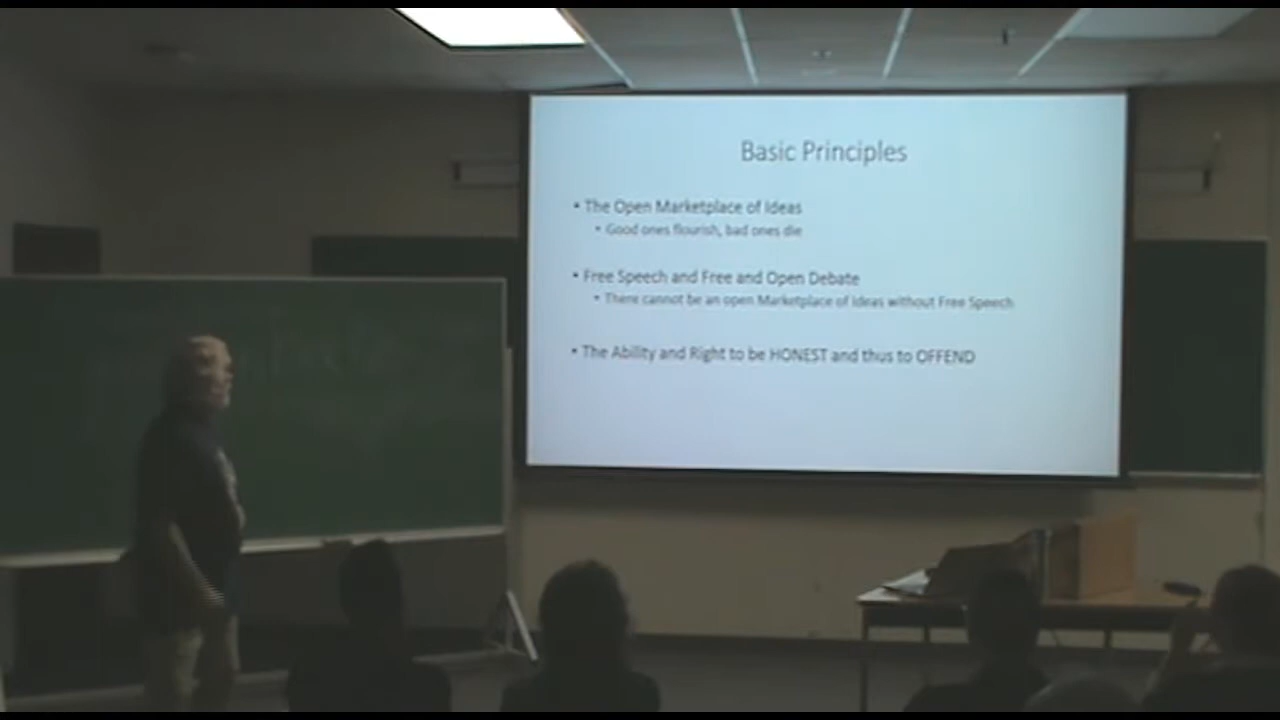 Basic Principles
• The Open Marketplace of Ideas
• Good ones flourish, bad ones die
• Free Speech and Free and Open Debate
• There cannot be an open Marketplace of Ideas without Free Speech
• The Ability and Right to be HONEST and thus to OFFEND